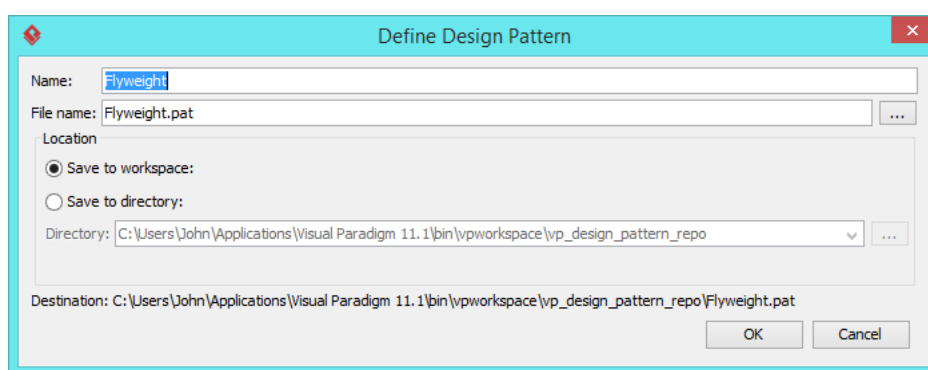 Define Design Pattern
Name: Flyweight
File name: Flyweight.pat ...
Location
Save to workspace:
Save to directory:
Directory: C:\Users\John\Applications\Visual Paradigm 11.1\bin\vpworkspace\vp_design_pattern_repo ...
Destination: C:\Users\John\Applications\Visual Paradigm 11.1\bin\vpworkspace\vp_design_pattern_repo\Flyweight.pat
OK Cancel